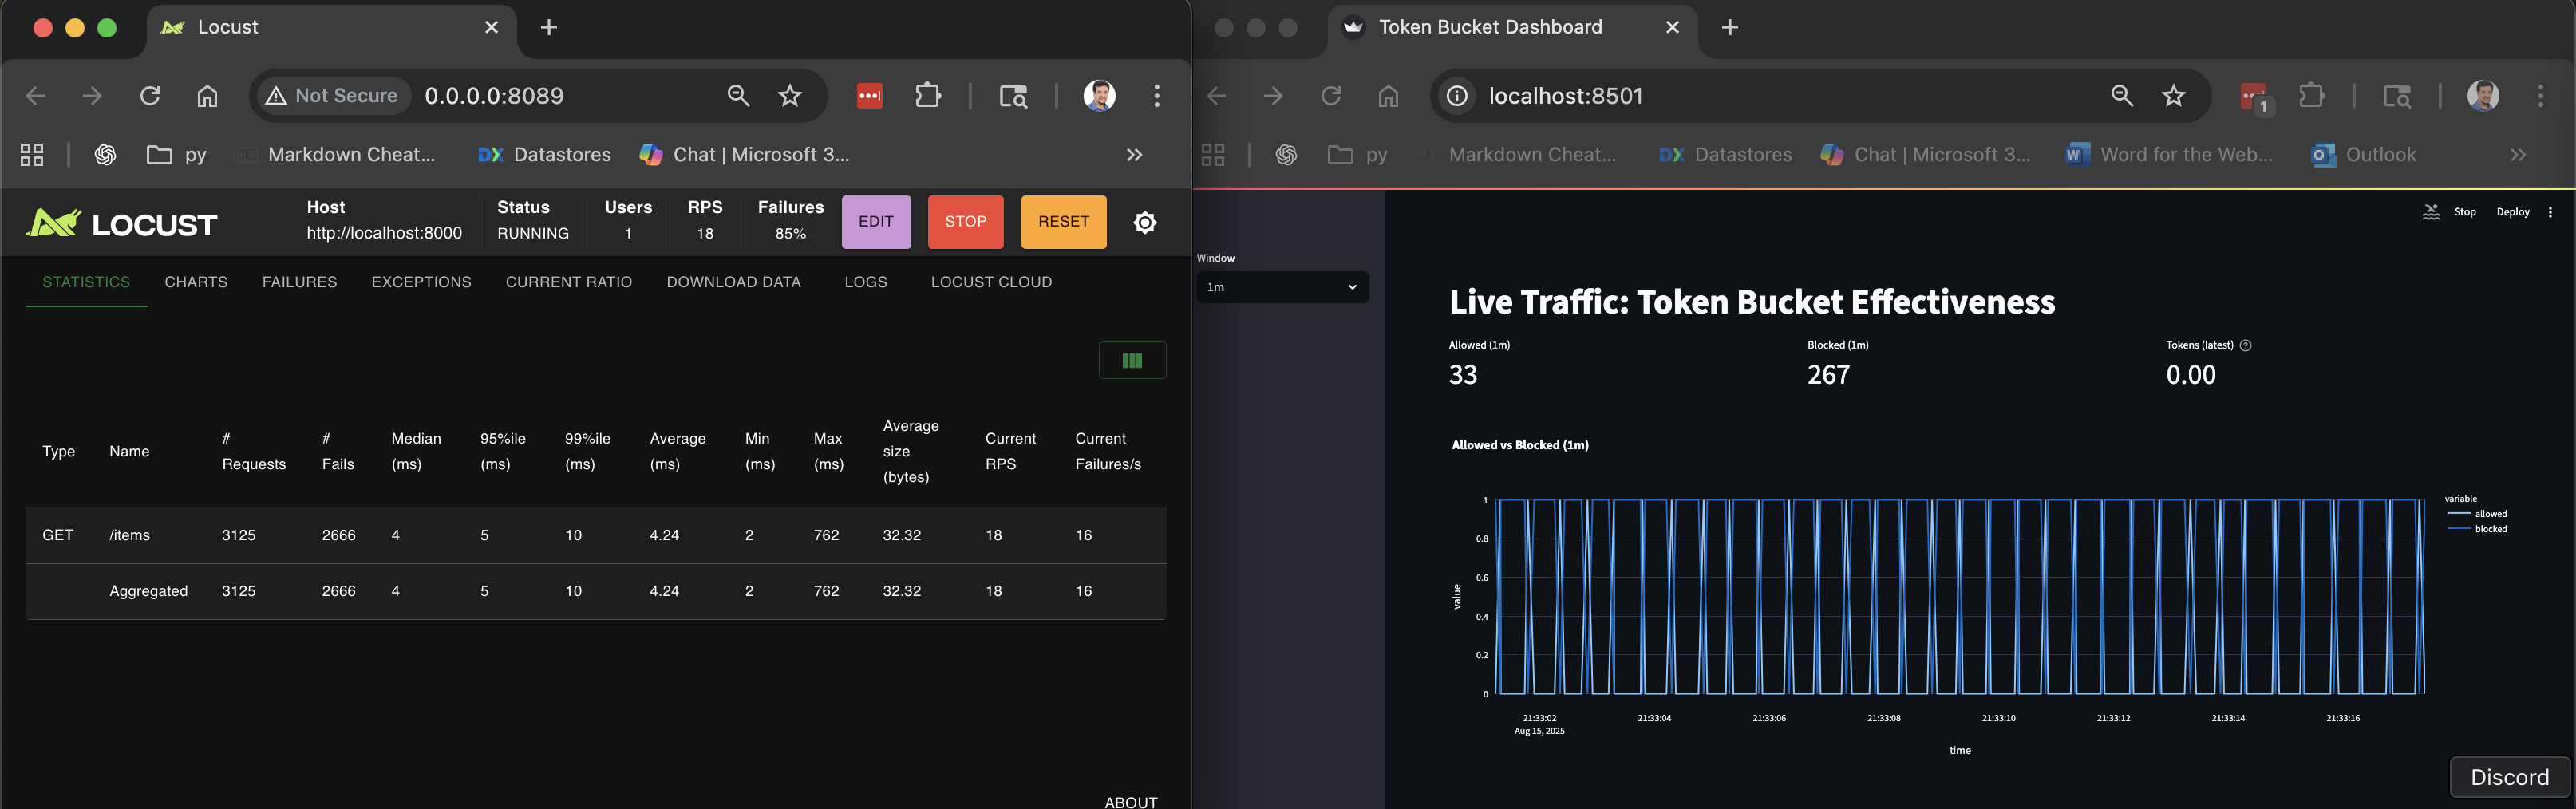 Locust
Not Secure 0.0.0.0:8089
py Markdown Cheat... DX Datastores Chat | Microsoft 3...
LOCUST
Host
http://localhost:8000
Status
RUNNING
Users
1
RPS
18
Failures
85%
EDIT STOP RESET
STATISTICS CHARTS FAILURES EXCEPTIONS CURRENT RATIO DOWNLOAD DATA LOGS LOCUST CLOUD
Type Name # Requests # Fails Median (ms) 95%ile (ms) 99%ile (ms) Average (ms) Min (ms) Max (ms) Average size (bytes) Current RPS Current Failures/s
GET /items 3125 2666 4 5 10 4.24 2 762 32.32 18 16
Aggregated 3125 2666 4 5 10 4.24 2 762 32.32 18 16
ABOUT
Token Bucket Dashboard
localhost:8501
1
py Markdown Cheat... DX Datastores Chat | Microsoft 3... Word for the Web... Outlook
Stop Deploy
Window
1m
Live Traffic: Token Bucket Effectiveness
Allowed (1m)
33
Blocked (1m)
267
Tokens (latest)
0.00
Allowed vs Blocked (1m)
variable
allowed
blocked
value
1
0.8
0.6
0.4
0.2
0
21:33:02 21:33:04 21:33:06 21:33:08 21:33:10 21:33:12 21:33:14 21:33:16
Aug 15, 2025
time
Discord